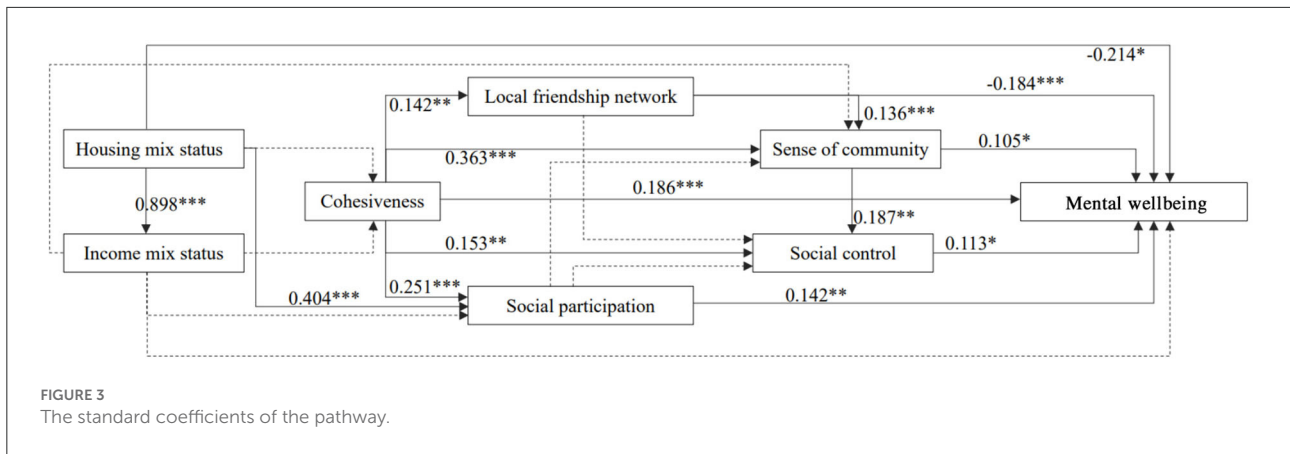 -0.214*
Local friendship network
-0.184***
0.142**
0.136***
Housing mix status
0.363***
Sense of community
0.105*
0.186***
Cohesiveness
Mental wellbeing
0.898***
0.187**
Income mix status
0.153**
Social control
0.113*
0.251***
0.404***
Social participation
0.142**
FIGURE 3
The standard coefficients of the pathway.